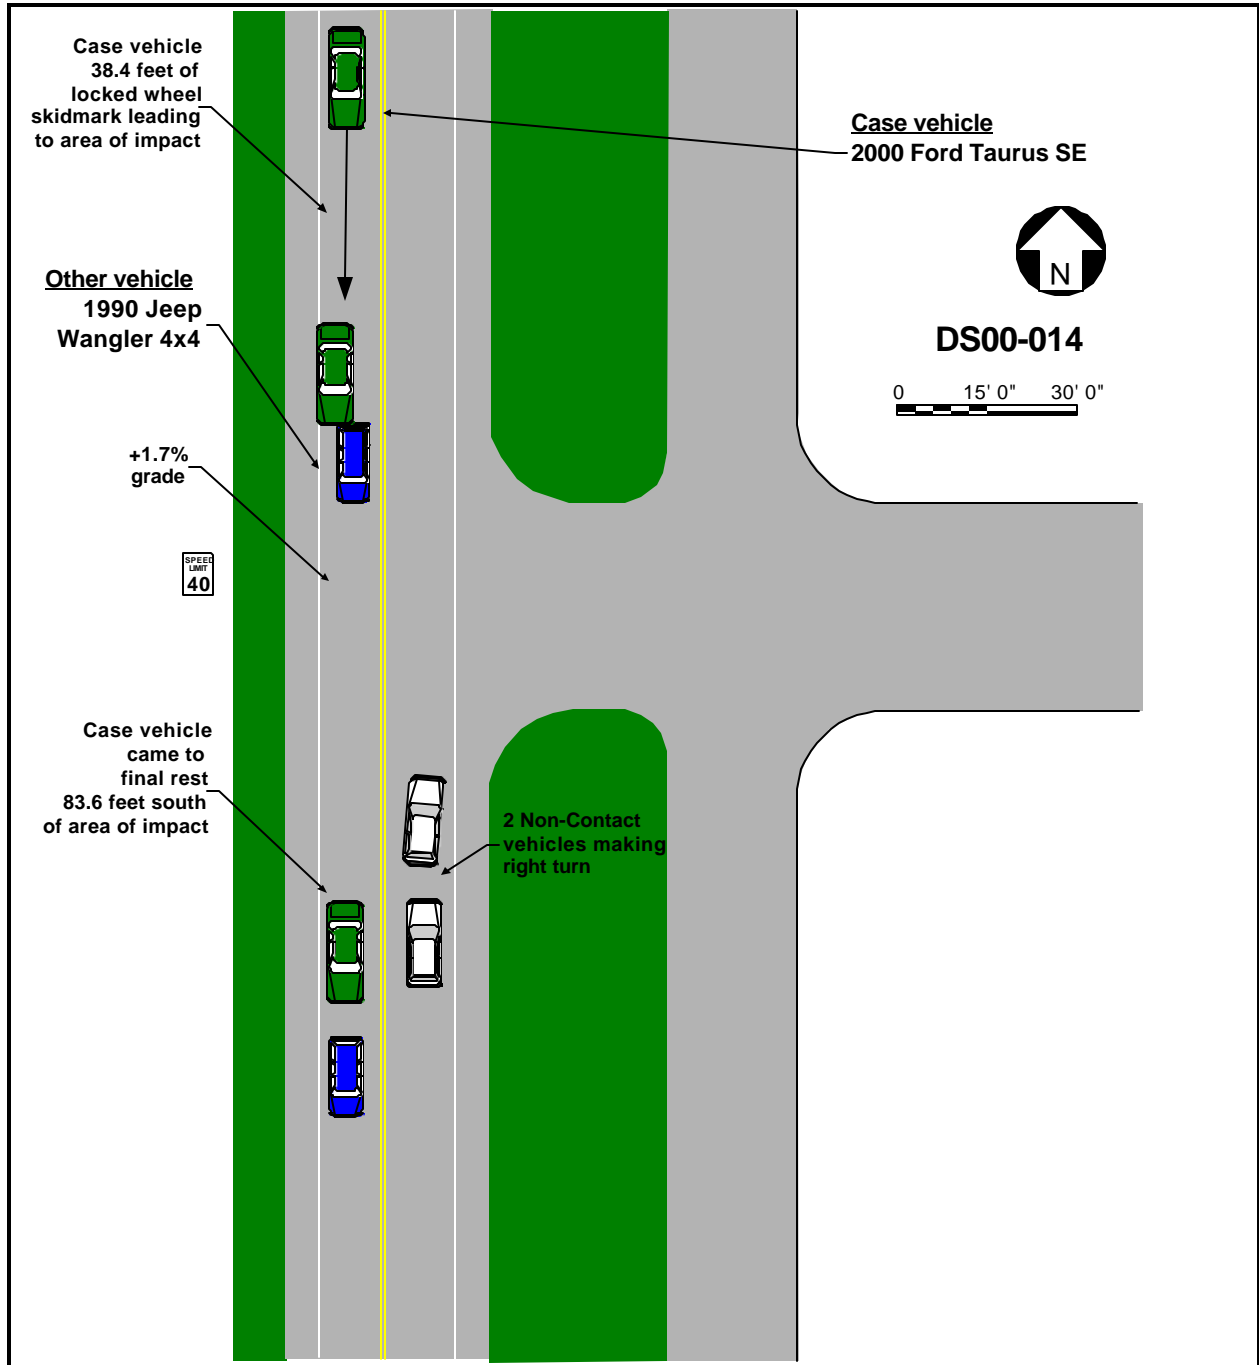 Case vehicle
38.4 feet of
locked wheel
skidmark leading
to area of impact
Case vehicle
2000 Ford Taurus SE
N
DS00-014
0 15' 0" 30' 0"
Other vehicle
1990 Jeep
Wangler 4x4
+1.7%
grade
SPEED
LIMIT
40
Case vehicle
came to
final rest
83.6 feet south
of area of impact
2 Non-Contact
vehicles making
right turn